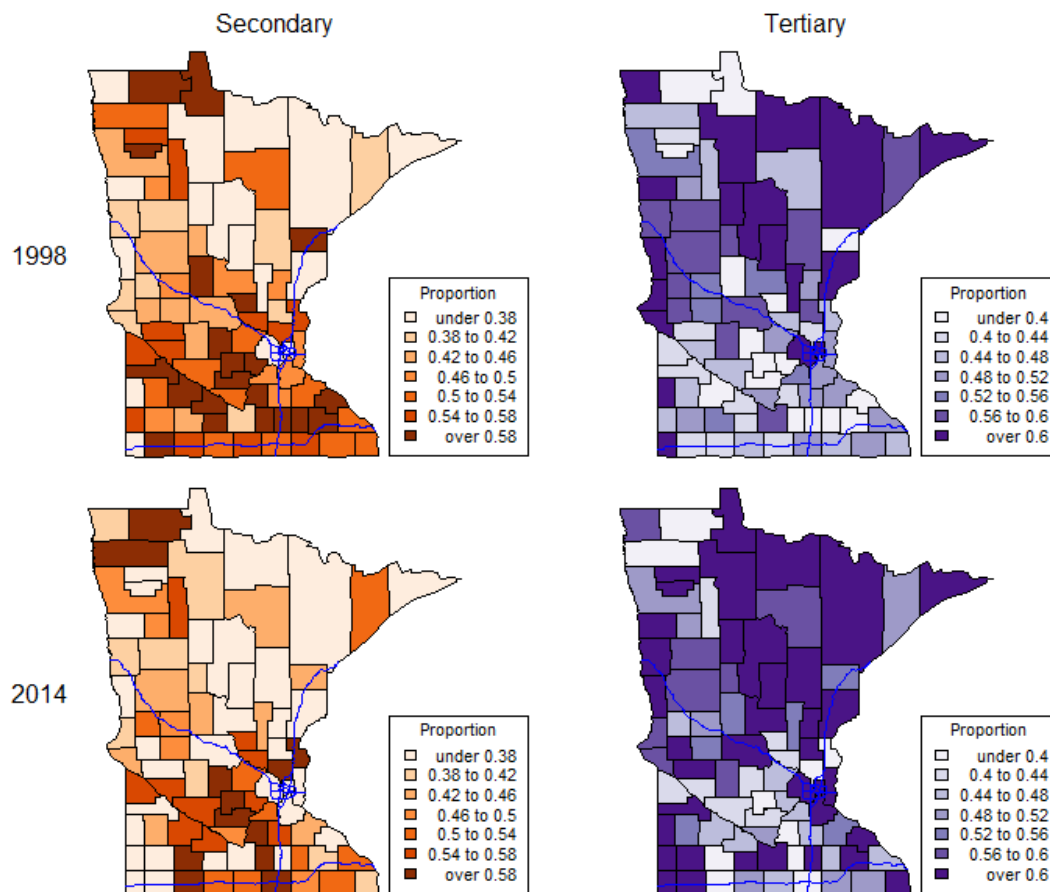 Secondary
Tertiary
1998
Proportion
under 0.38
0.38 to 0.42
0.42 to 0.46
0.46 to 0.5
0.5 to 0.54
0.54 to 0.58
over 0.58
Proportion
under 0.4
0.4 to 0.44
0.44 to 0.48
0.48 to 0.52
0.52 to 0.56
0.56 to 0.6
over 0.6
2014
Proportion
under 0.38
0.38 to 0.42
0.42 to 0.46
0.46 to 0.5
0.5 to 0.54
0.54 to 0.58
over 0.58
Proportion
under 0.4
0.4 to 0.44
0.44 to 0.48
0.48 to 0.52
0.52 to 0.56
0.56 to 0.6
over 0.6